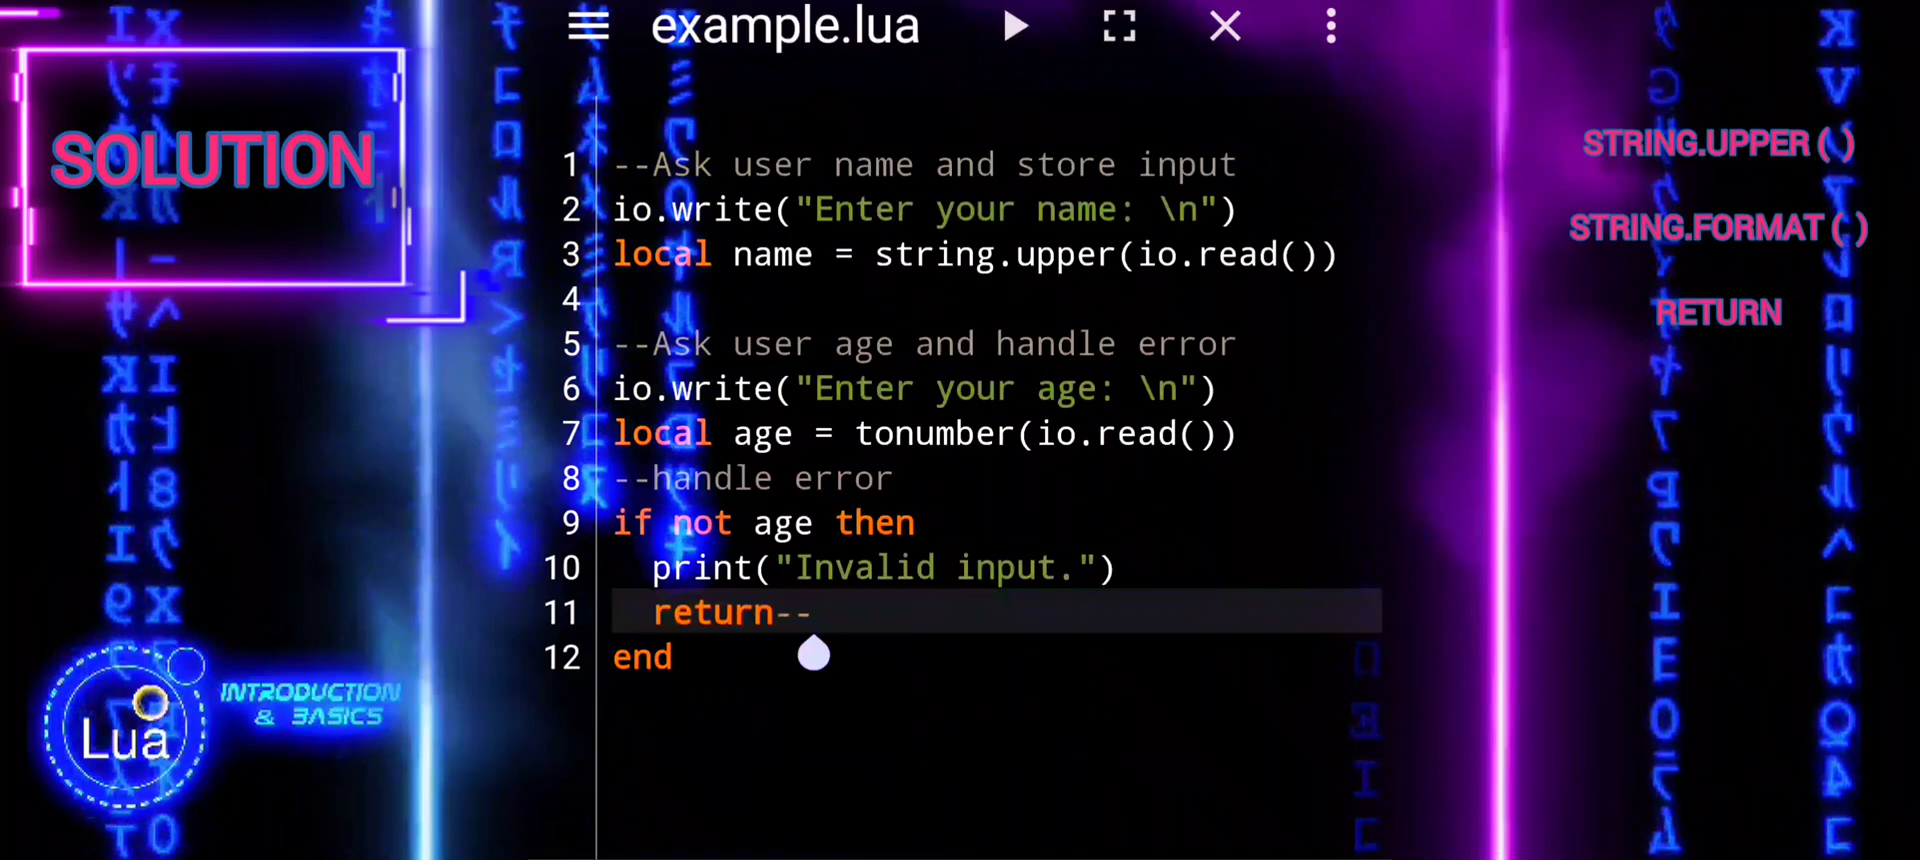 example.lua
SOLUTION
1 --Ask user name and store input
2 io.write("Enter your name: \n")
3 local name = string.upper(io.read())
4
5 --Ask user age and handle error
6 io.write("Enter your age: \n")
7 local age = tonumber(io.read())
8 --handle error
9 if not age then
10   print("Invalid input.")
11   return--
12 end
STRING.UPPER ( )
STRING.FORMAT ( )
RETURN
Lua
INTRODUCTION
& BASICS